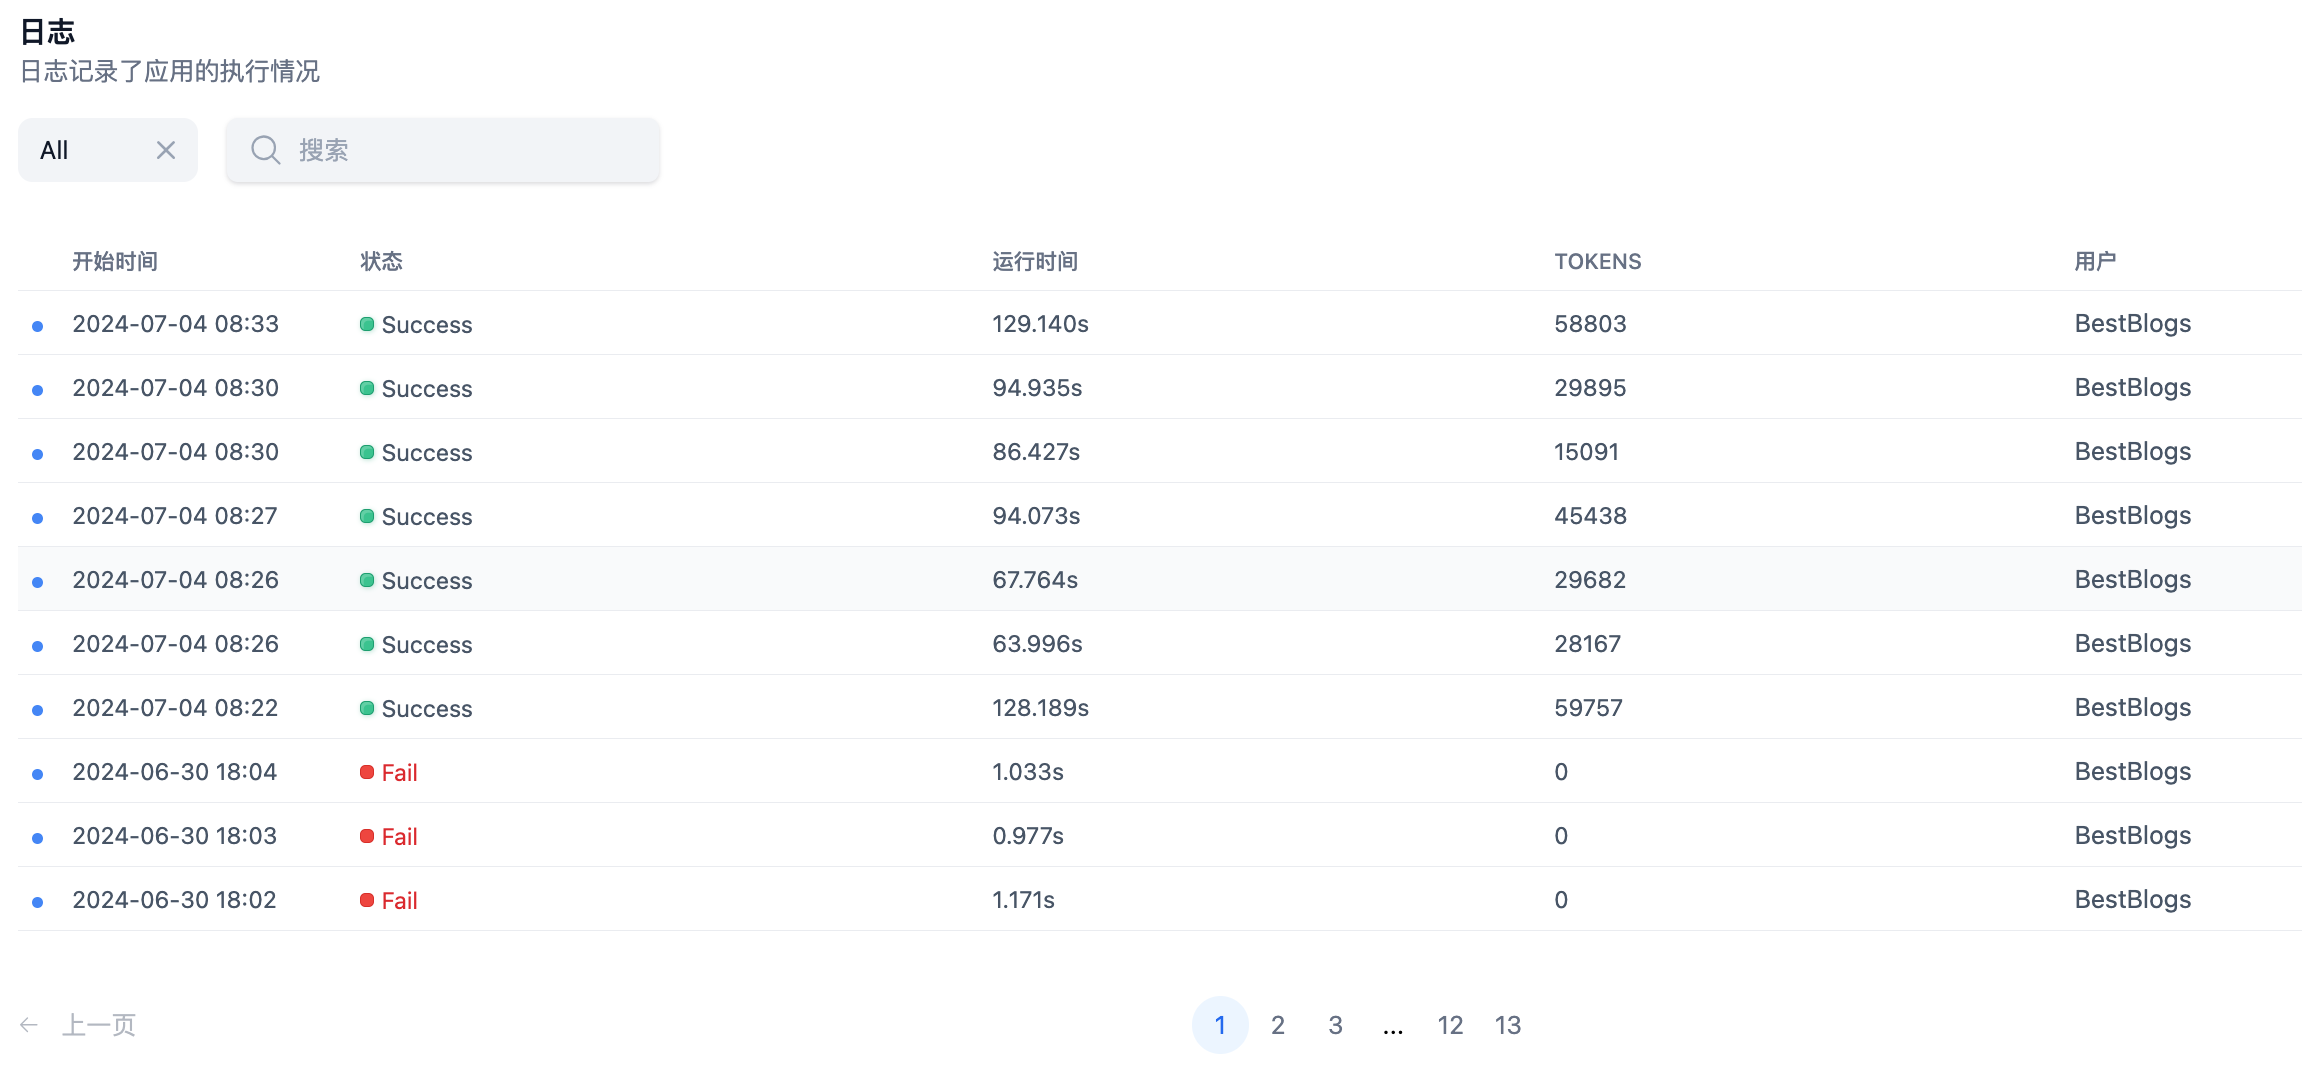 日志
日志记录了应用的执行情况
All 搜索
开始时间 状态 运行时间 TOKENS 用户
2024-07-04 08:33 Success 129.140s 58803 BestBlogs
2024-07-04 08:30 Success 94.935s 29895 BestBlogs
2024-07-04 08:30 Success 86.427s 15091 BestBlogs
2024-07-04 08:27 Success 94.073s 45438 BestBlogs
2024-07-04 08:26 Success 67.764s 29682 BestBlogs
2024-07-04 08:26 Success 63.996s 28167 BestBlogs
2024-07-04 08:22 Success 128.189s 59757 BestBlogs
2024-06-30 18:04 Fail 1.033s 0 BestBlogs
2024-06-30 18:03 Fail 0.977s 0 BestBlogs
2024-06-30 18:02 Fail 1.171s 0 BestBlogs
上一页 1 2 3 ... 12 13